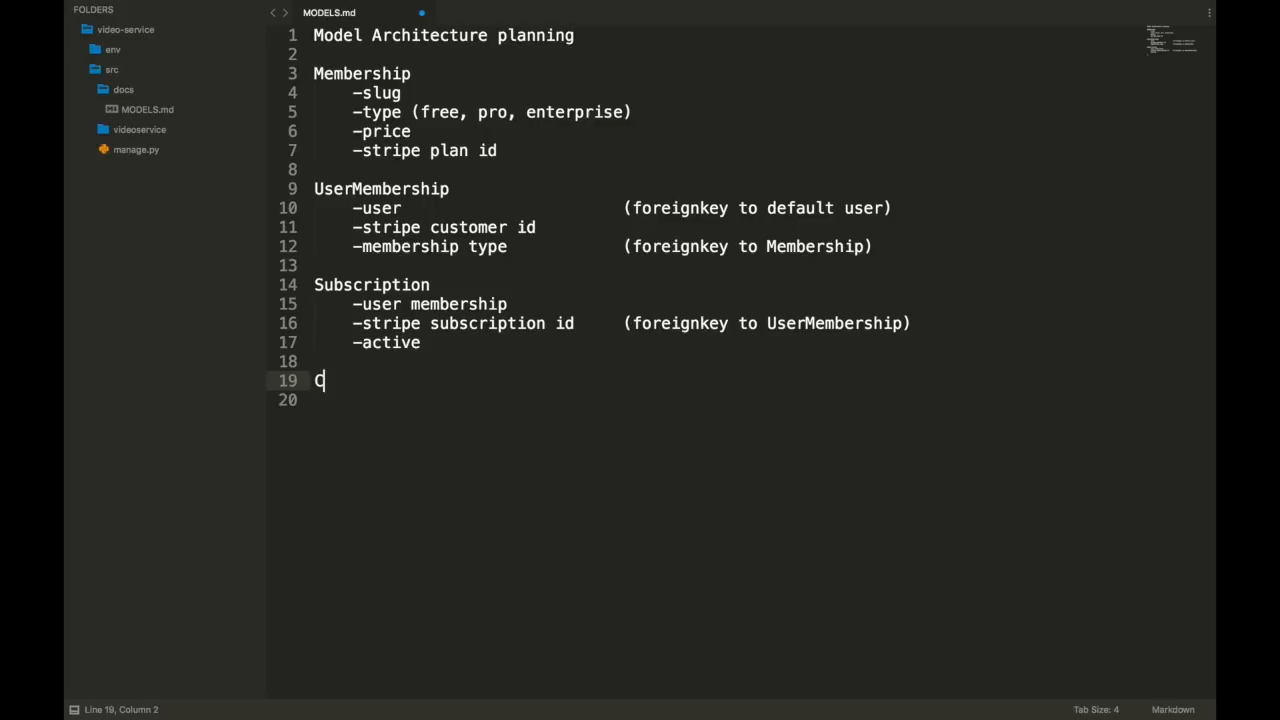 FOLDERS
video-service
env
src
docs
MODELS.md
videoservice
manage.py
MODELS.md
1 Model Architecture planning
2
3 Membership
4 -slug
5 -type (free, pro, enterprise)
6 -price
7 -stripe plan id
8
9 UserMembership
10 -user (foreignkey to default user)
11 -stripe customer id
12 -membership type (foreignkey to Membership)
13
14 Subscription
15 -user membership
16 -stripe subscription id (foreignkey to UserMembership)
17 -active
18
19 C
20
Line 19, Column 2
Tab Size: 4
Markdown